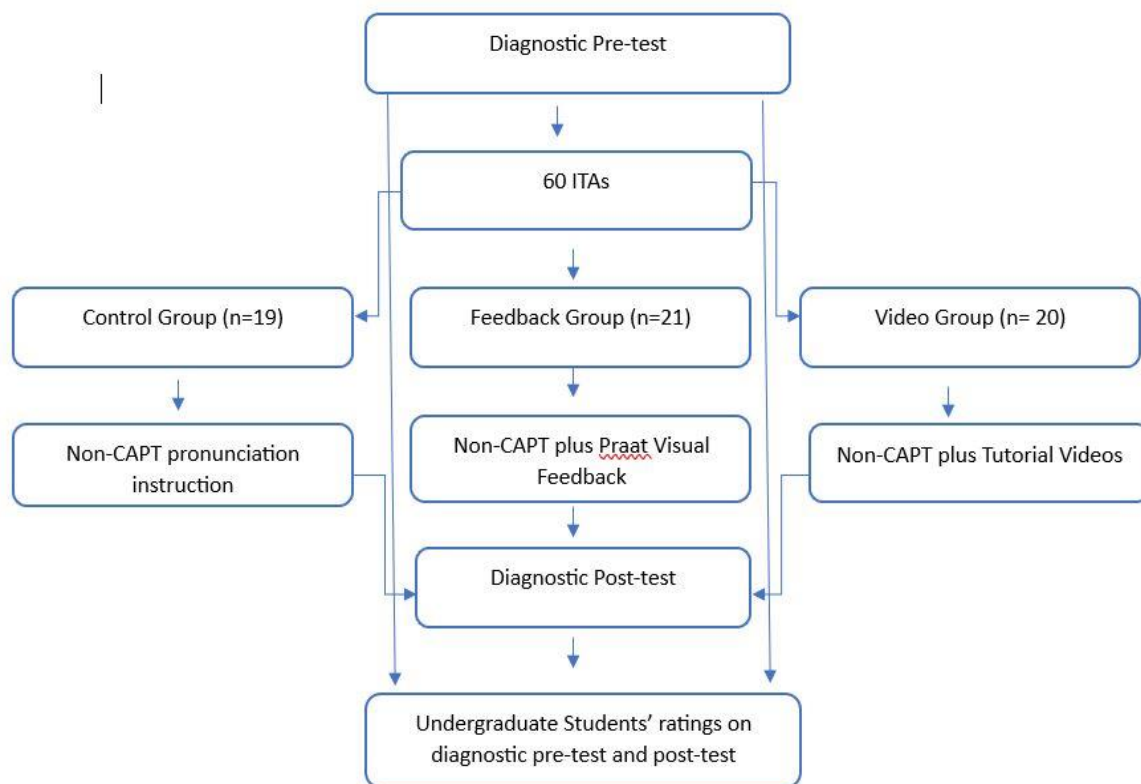 Diagnostic Pre-test
60 ITAs
Control Group (n=19)
Feedback Group (n=21)
Video Group (n= 20)
Non-CAPT pronunciation
instruction
Non-CAPT plus Praat Visual
Feedback
Non-CAPT plus Tutorial Videos
Diagnostic Post-test
Undergraduate Students’ ratings on
diagnostic pre-test and post-test